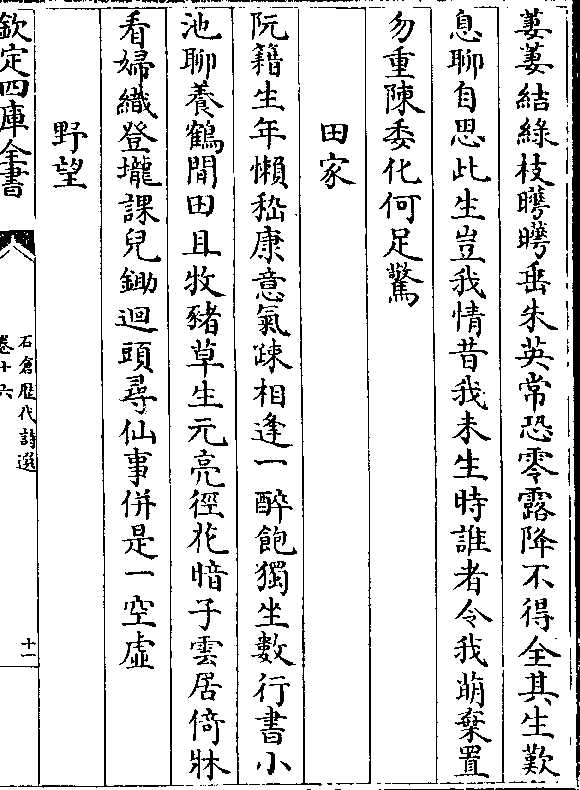 萋萋結綠枝曄曄垂朱英常恐零露降不得全其生歎
息聊自思此生豈我情昔我未生時誰者令我萌棄置
勿重陳委化何足驚
田家
阮籍生年懶嵇康意氣疎相逢一醉飽獨坐數行書小
池聊養鶴閒田且牧豬草生元亮徑花暗子雲居倚牀
看婦織登壠課兒鋤迴頭尋仙事併是一空虛
野望
欽定四庫全書
石倉歷代詩選
卷十六
十一